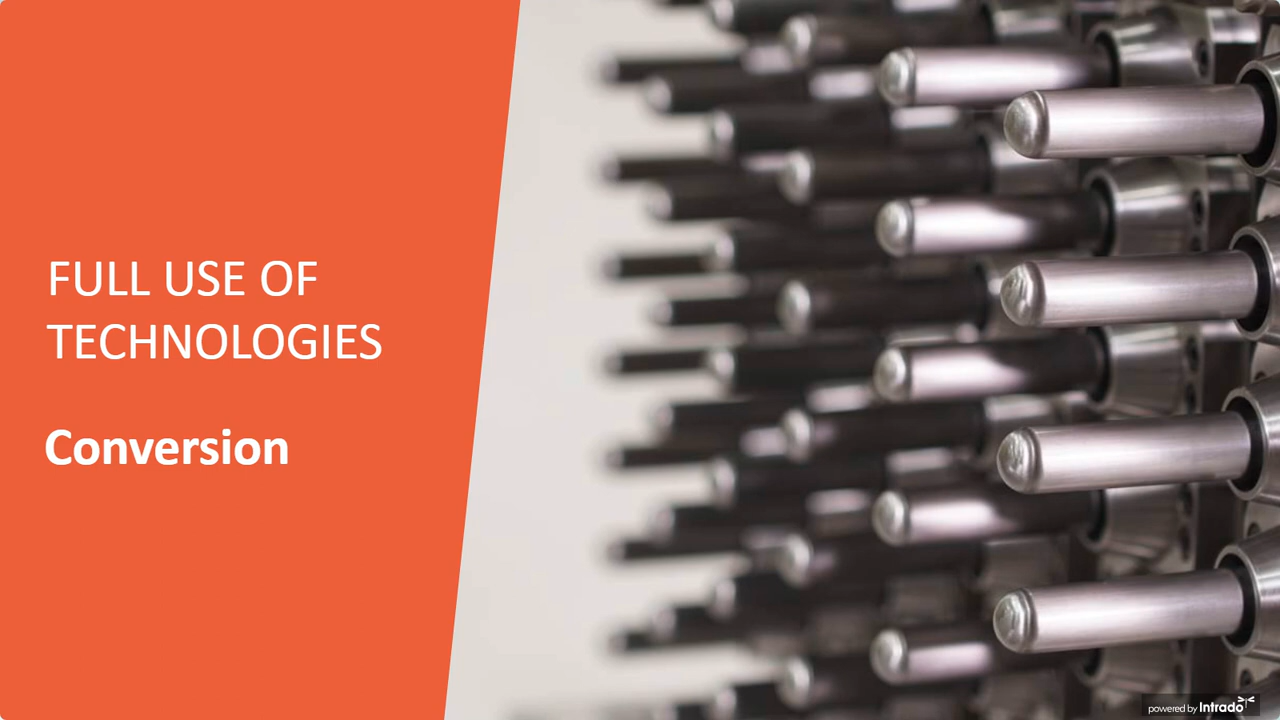 FULL USE OF
TECHNOLOGIES
Conversion
powered by Intrado